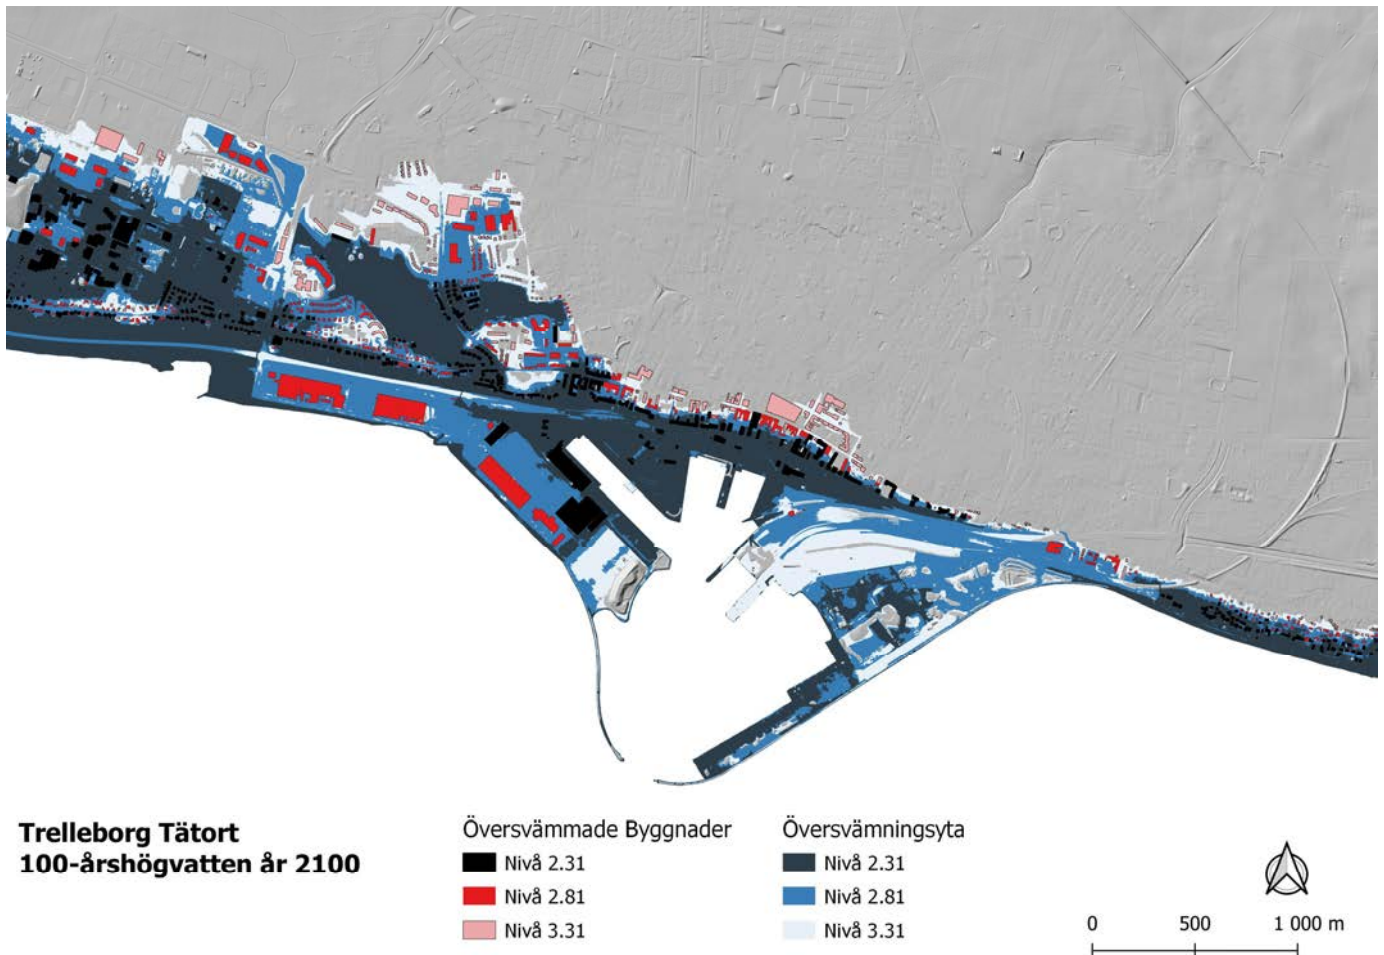 Trelleborg Tätort
100-årshögvatten år 2100
Översvämmade Byggnader
Nivå 2.31
Nivå 2.81
Nivå 3.31
Översvämningsyta
Nivå 2.31
Nivå 2.81
Nivå 3.31
0 500 1 000 m